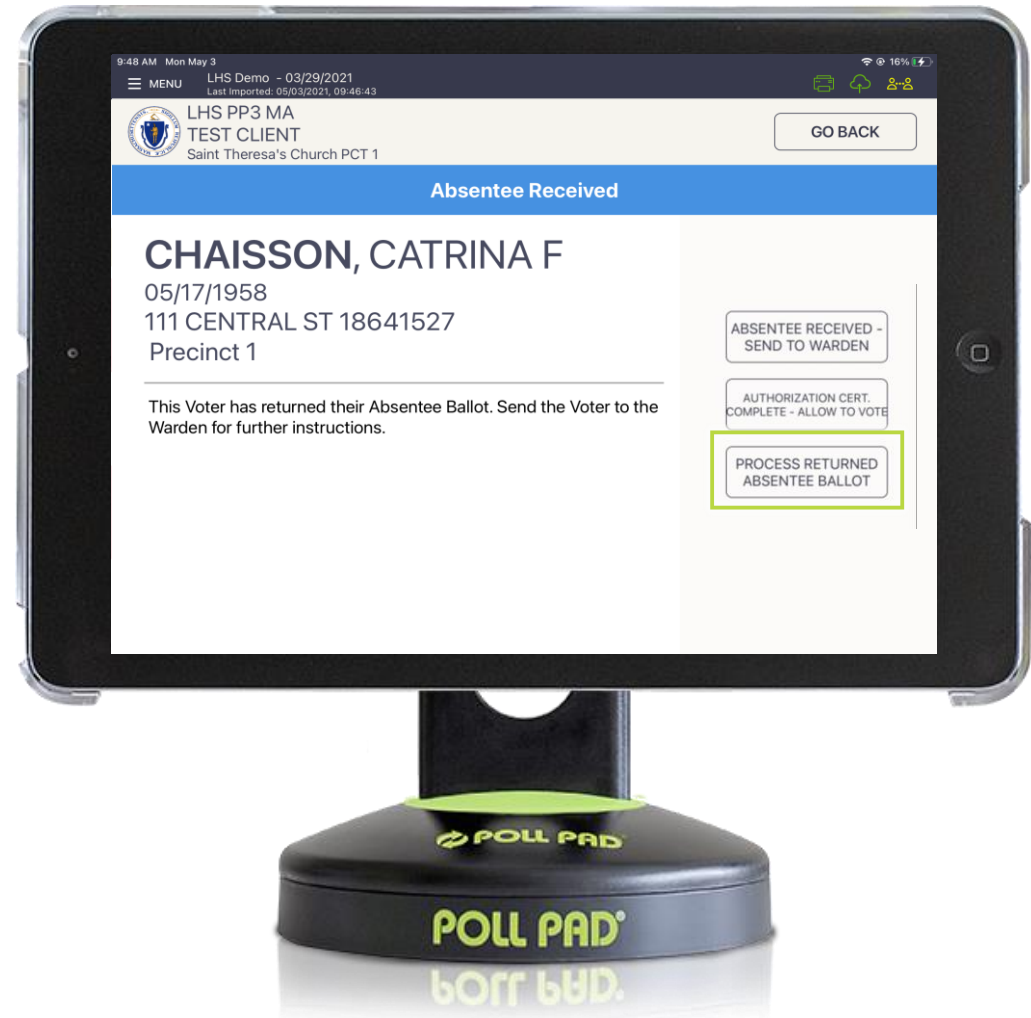 9:48 AM Mon May 3
16%
MENU
LHS Demo - 03/29/2021
Last Imported: 05/03/2021, 09:46:43
LHS PP3 MA
TEST CLIENT
Saint Theresa's Church PCT 1
GO BACK
Absentee Received
CHAISSON, CATRINA F
05/17/1958
111 CENTRAL ST 18641527
Precinct 1
This Voter has returned their Absentee Ballot. Send the Voter to the
Warden for further instructions.
ABSENTEE RECEIVED -
SEND TO WARDEN
AUTHORIZATION CERT.
COMPLETE - ALLOW TO VOTE
PROCESS RETURNED
ABSENTEE BALLOT
POLL PAD
POLL PAD®